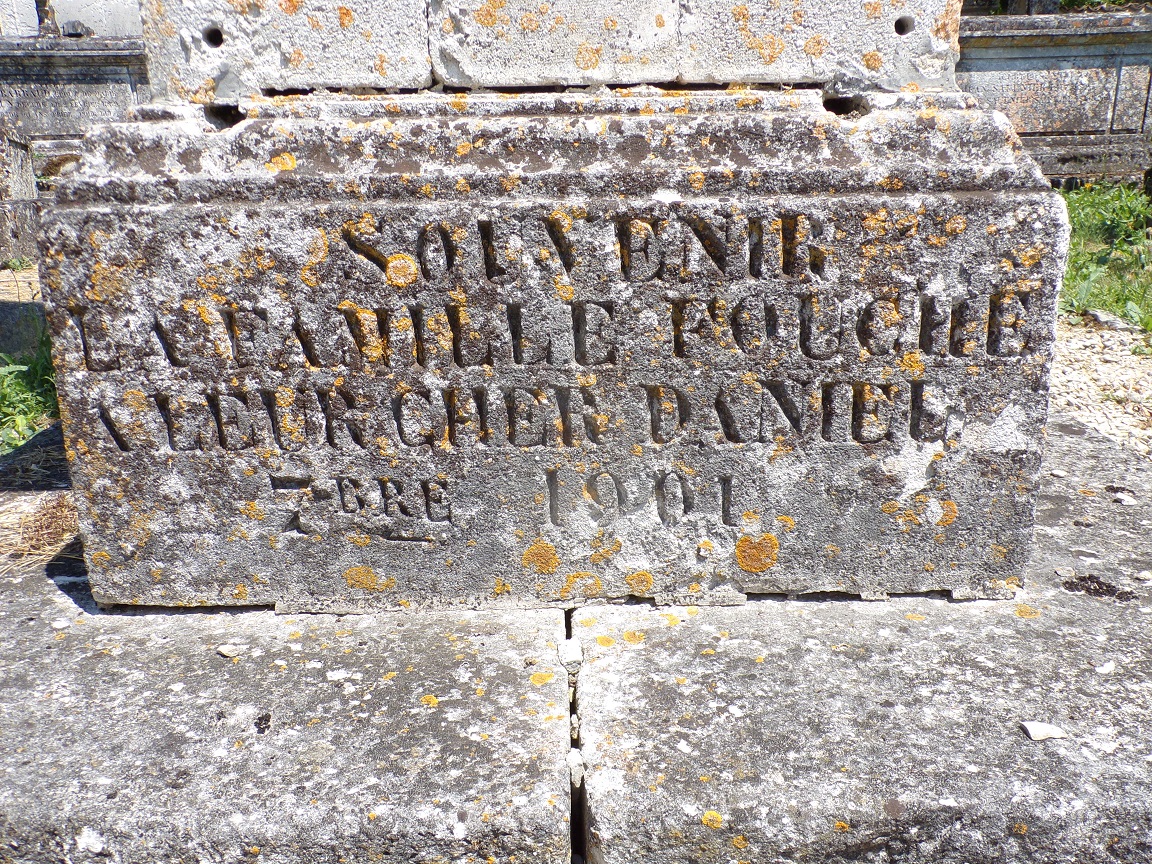 SOUVENIR
LA FAMILLE FOUCHE
A LEUR CHER DANIEL
7BRE 1901